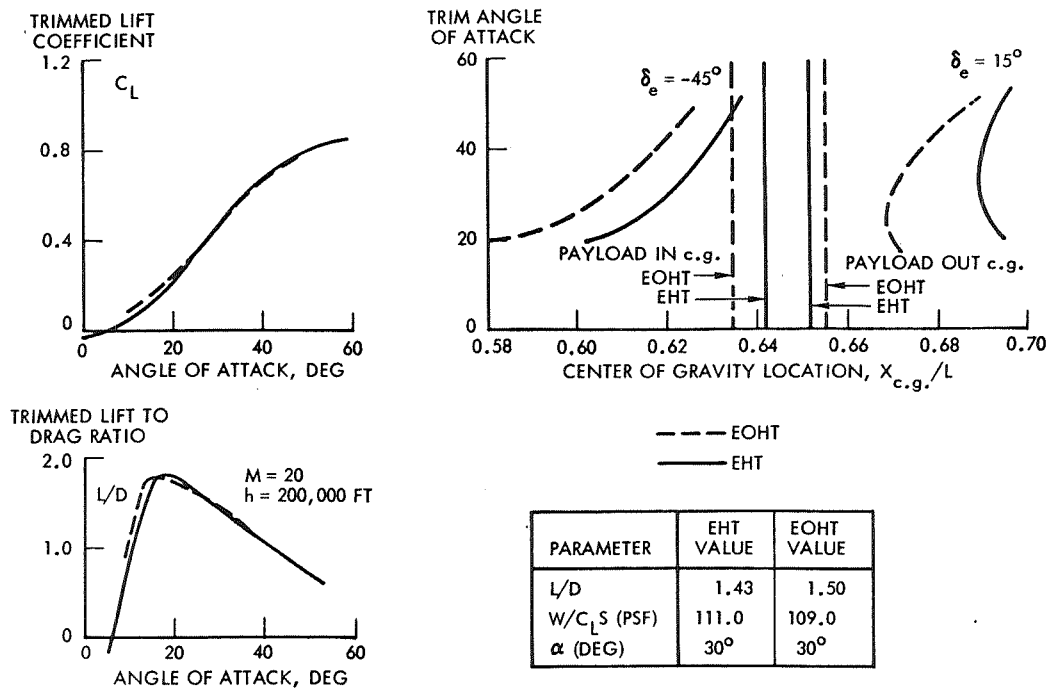 TRIMMED LIFT
COEFFICIENT
1.2
C_L
0.8
0.4
0
0 20 40 60
ANGLE OF ATTACK, DEG
TRIM ANGLE
OF ATTACK
60
δ_e = -45°
δ_e = 15°
40
20
PAYLOAD IN c.g.
EOHT
EHT
PAYLOAD OUT c.g.
EOHT
EHT
0
0.58 0.60 0.62 0.64 0.66 0.68 0.70
CENTER OF GRAVITY LOCATION, X_c.g./L
TRIMMED LIFT TO
DRAG RATIO
2.0
L/D
M = 20
h = 200,000 FT
1.0
0
0 20 40 60
ANGLE OF ATTACK, DEG
EOHT
EHT
PARAMETER EHT VALUE EOHT VALUE
L/D 1.43 1.50
W/C_LS (PSF) 111.0 109.0
α (DEG) 30° 30°